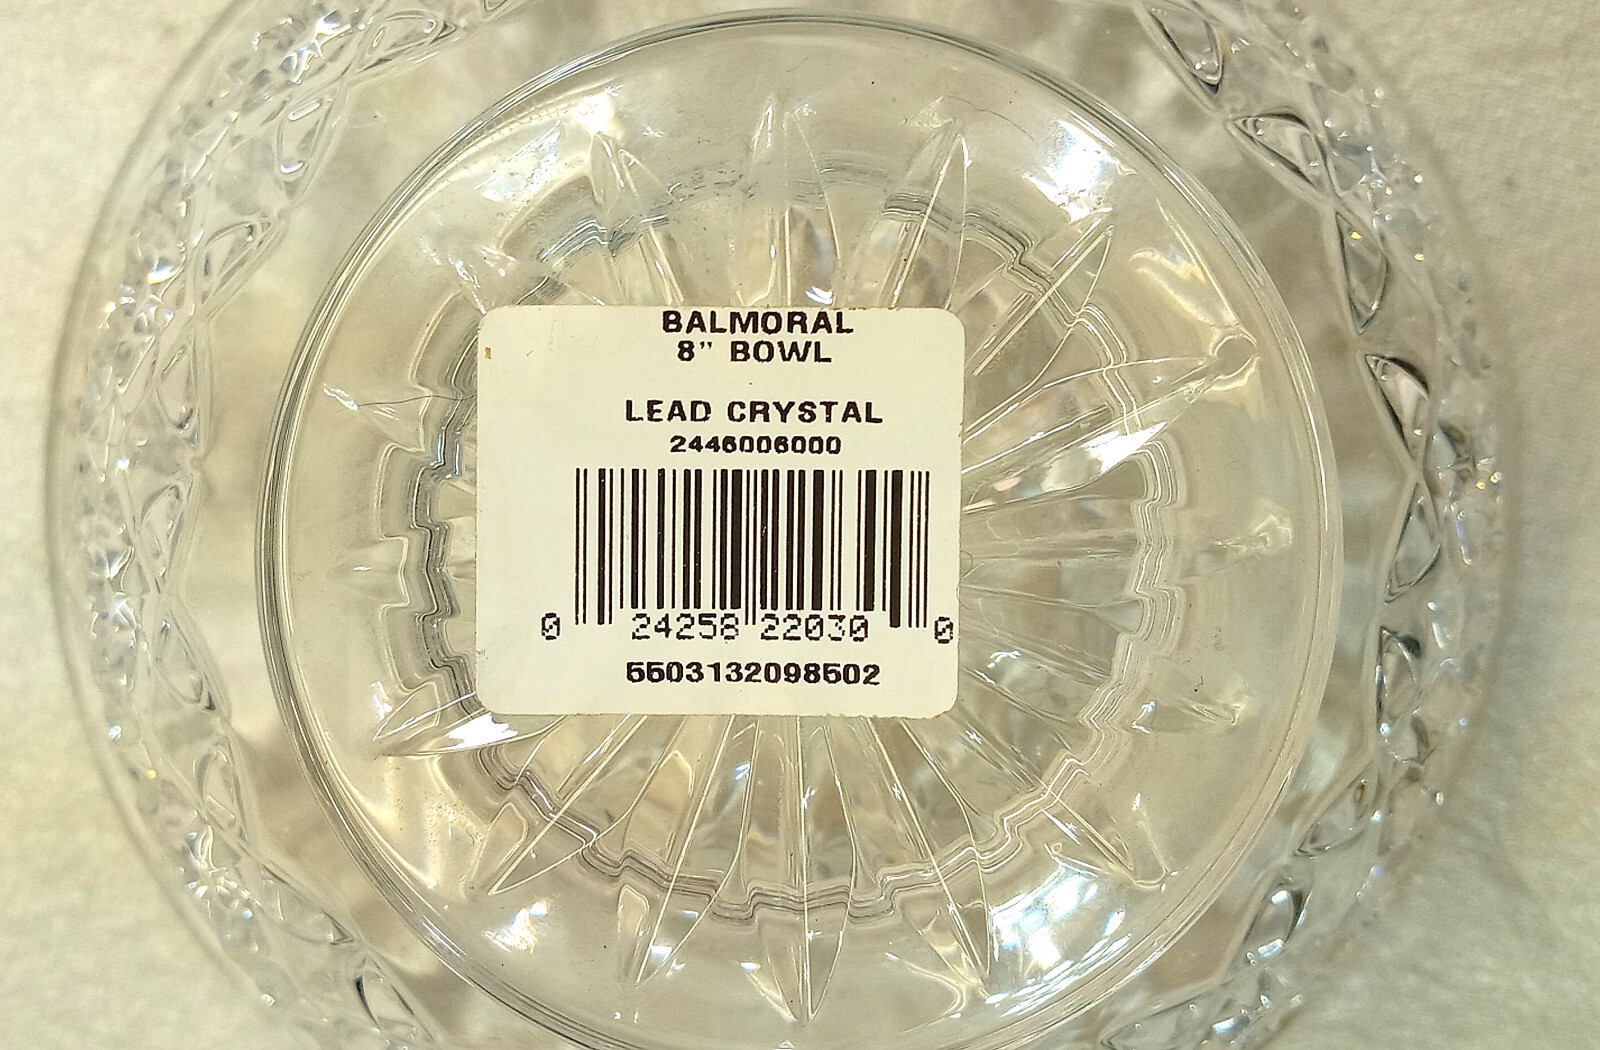 BALMORAL
8" BOWL
LEAD CRYSTAL
2446006000
0 24258 22030 0
5503132098502